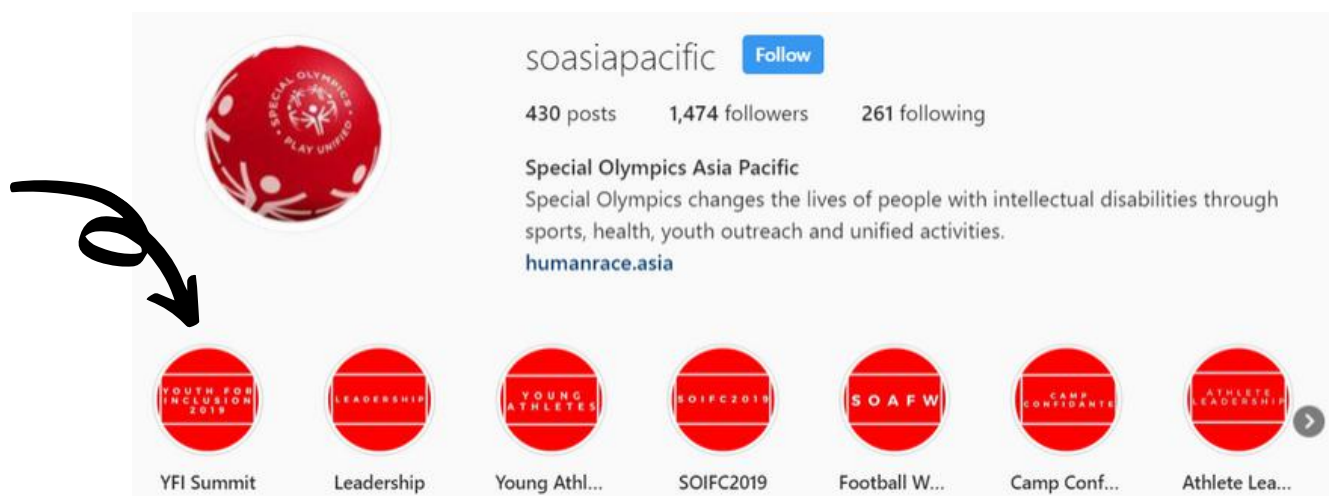 SPECIAL OLYMPICS
PLAY UNIFIED
soasiapacific Follow
430 posts 1,474 followers 261 following
Special Olympics Asia Pacific
Special Olympics changes the lives of people with intellectual disabilities through
sports, health, youth outreach and unified activities.
humanrace.asia
YOUTH FOR
INCLUSION
2019
LEADERSHIP
YOUNG
ATHLETES
SOIFC2019
SOAFW
CAMP
CONFIDANTE
ATHLETE
LEADERSHIP
YFI Summit Leadership Young Athl... SOIFC2019 Football W... Camp Conf... Athlete Lea...